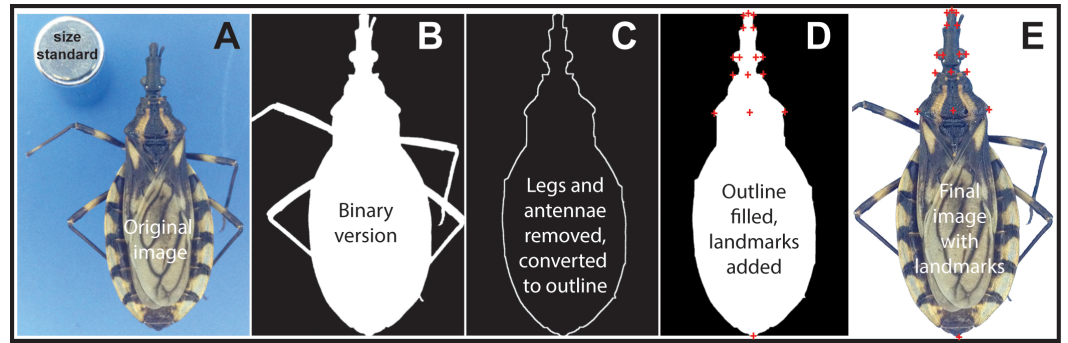 size
standard
A
Original
image
B
Binary
version
C
Legs and
antennae
removed,
converted
to outline
D
Outline
filled,
landmarks
added
E
Final
image
with
landmarks